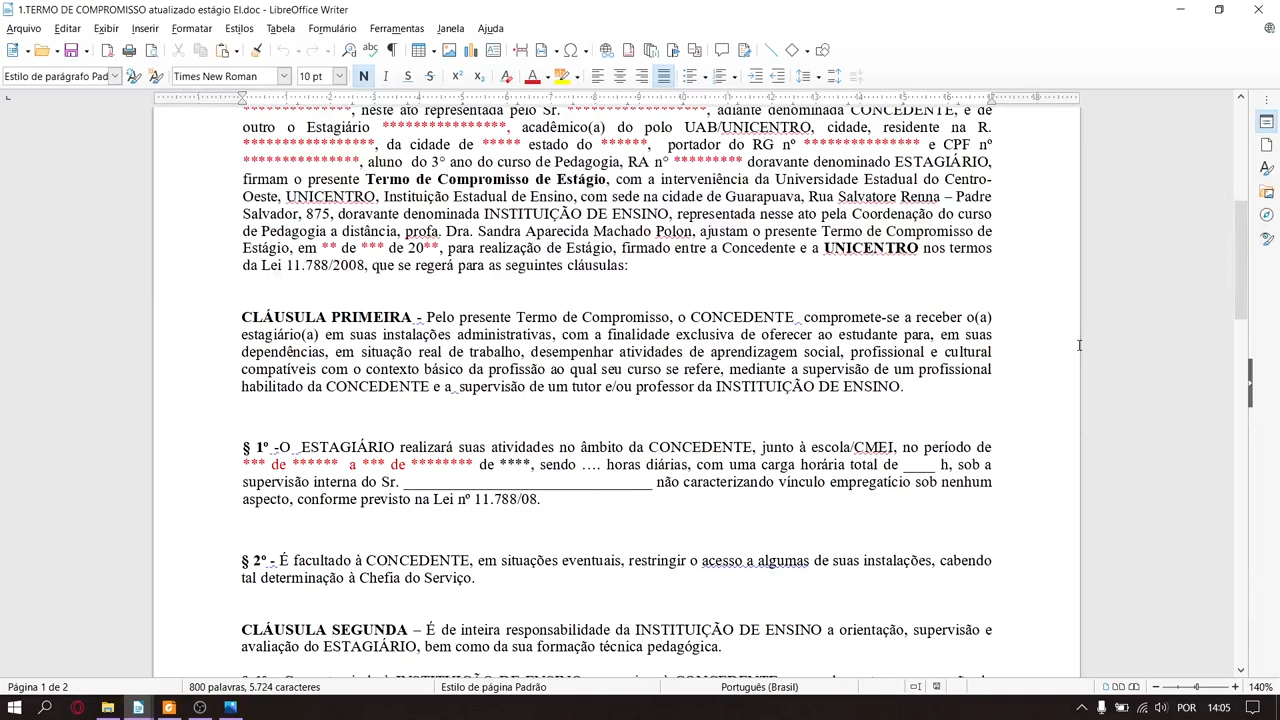 1.TERMO DE COMPROMISSO atualizado estágio EI.doc - LibreOffice Writer
Arquivo Editar Exibir Inserir Formatar Estilos Tabela Formulário Ferramentas Janela Ajuda
Estilo de parágrafo Pad Times New Roman 10 pt N I S S
****************, neste ato representada pelo Sr. ********************, adiante denominada CONCEDENTE, e de
outro o Estagiário ****************, acadêmico(a) do polo UAB/UNICENTRO, cidade, residente na R.
******************, da cidade de ***** estado do ******, portador do RG nº *************** e CPF nº
***************, aluno do 3° ano do curso de Pedagogia, RA n° ********* doravante denominado ESTAGIÁRIO,
firmam o presente Termo de Compromisso de Estágio, com a interveniência da Universidade Estadual do Centro-
Oeste, UNICENTRO, Instituição Estadual de Ensino, com sede na cidade de Guarapuava, Rua Salvatore Renna – Padre
Salvador, 875, doravante denominada INSTITUIÇÃO DE ENSINO, representada nesse ato pela Coordenação do curso
de Pedagogia a distância, profa. Dra. Sandra Aparecida Machado Polon, ajustam o presente Termo de Compromisso de
Estágio, em ** de *** de 20**, para realização de Estágio, firmado entre a Concedente e a UNICENTRO nos termos
da Lei 11.788/2008, que se regerá para as seguintes cláusulas:
CLÁUSULA PRIMEIRA - Pelo presente Termo de Compromisso, o CONCEDENTE compromete-se a receber o(a)
estagiário(a) em suas instalações administrativas, com a finalidade exclusiva de oferecer ao estudante para, em suas
dependências, em situação real de trabalho, desempenhar atividades de aprendizagem social, profissional e cultural
compatíveis com o contexto básico da profissão ao qual seu curso se refere, mediante a supervisão de um profissional
habilitado da CONCEDENTE e a supervisão de um tutor e/ou professor da INSTITUIÇÃO DE ENSINO.
§ 1º -O ESTAGIÁRIO realizará suas atividades no âmbito da CONCEDENTE, junto à escola/CMEI, no período de
*** de ****** a *** de ******** de ****, sendo …. horas diárias, com uma carga horária total de ____ h, sob a
supervisão interna do Sr. ________________________________ não caracterizando vínculo empregatício sob nenhum
aspecto, conforme previsto na Lei nº 11.788/08.
§ 2º - É facultado à CONCEDENTE, em situações eventuais, restringir o acesso a algumas de suas instalações, cabendo
tal determinação à Chefia do Serviço.
CLÁUSULA SEGUNDA – É de inteira responsabilidade da INSTITUIÇÃO DE ENSINO a orientação, supervisão e
avaliação do ESTAGIÁRIO, bem como da sua formação técnica pedagógica.
Página 1 de 2 800 palavras, 5.724 caracteres Estilo de página Padrão Português (Brasil) 140%
POR 14:05